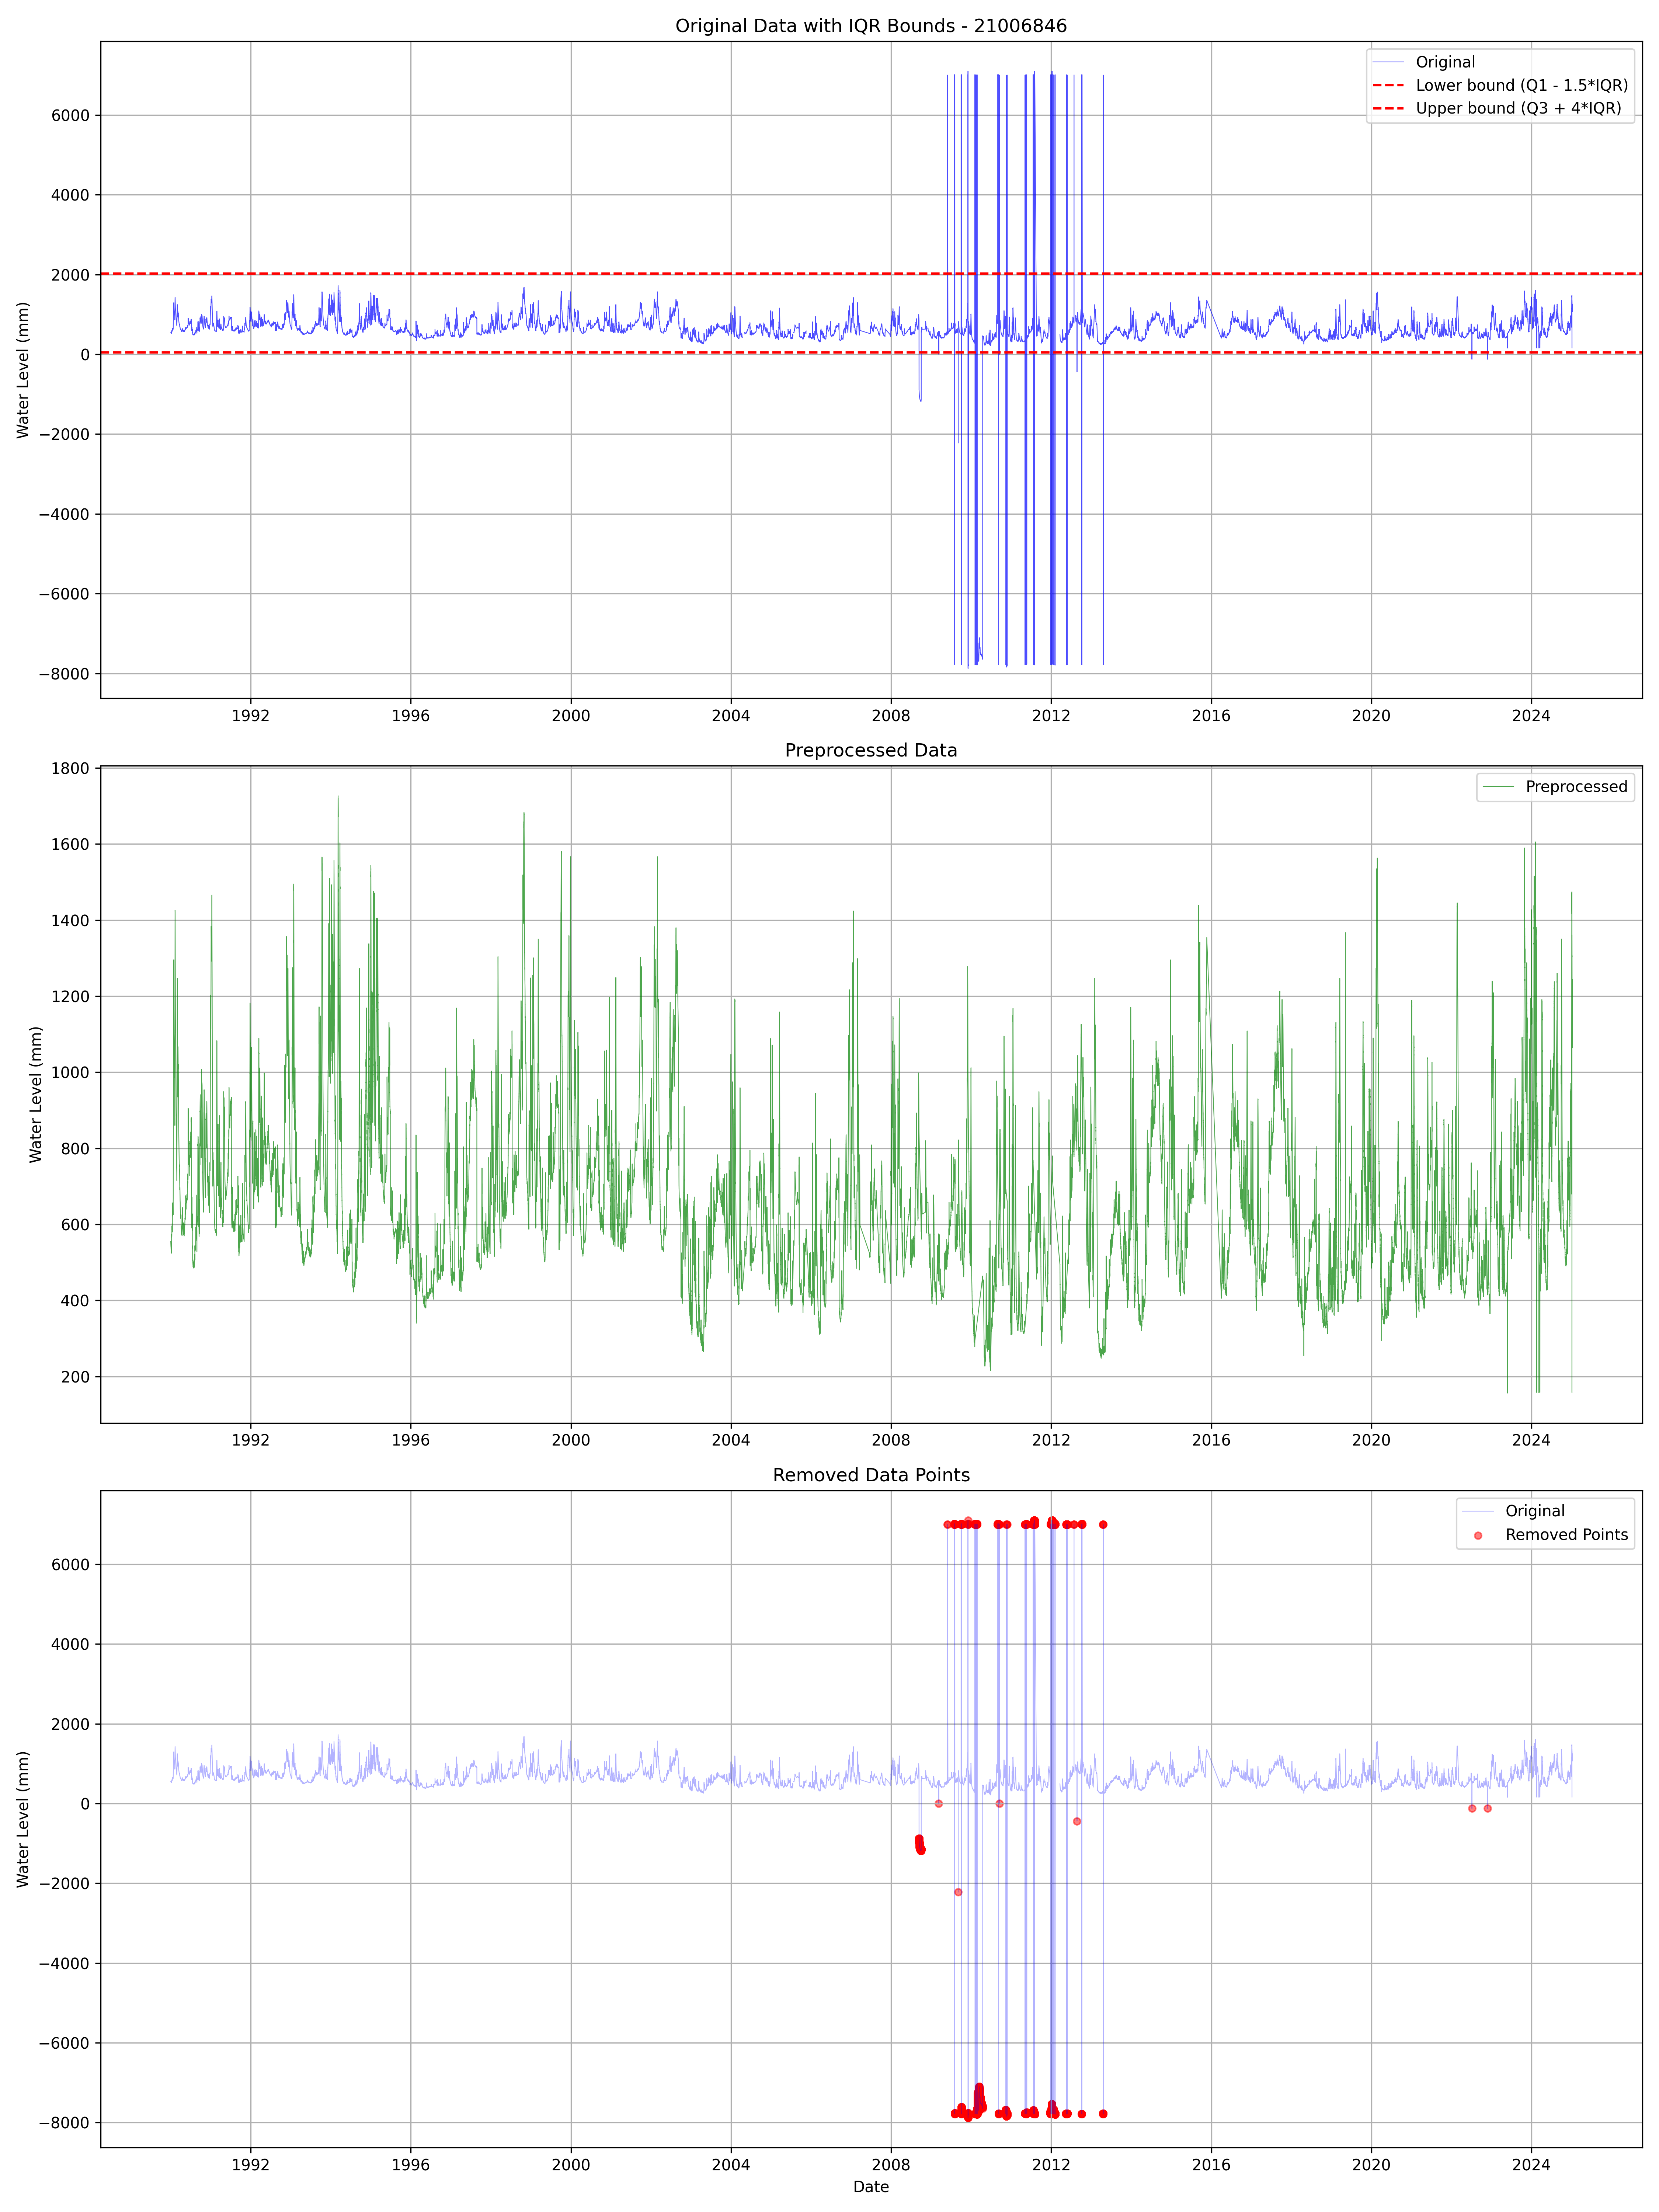 Original Data with IQR Bounds - 21006846
Original
Lower bound (Q1 - 1.5*IQR)
Upper bound (Q3 + 4*IQR)
Water Level (mm)
6000
4000
2000
0
−2000
−4000
−6000
−8000
1992 1996 2000 2004 2008 2012 2016 2020 2024
Preprocessed Data
Preprocessed
Water Level (mm)
1800
1600
1400
1200
1000
800
600
400
200
1992 1996 2000 2004 2008 2012 2016 2020 2024
Removed Data Points
Original
Removed Points
Water Level (mm)
6000
4000
2000
0
−2000
−4000
−6000
−8000
1992 1996 2000 2004 2008 2012 2016 2020 2024
Date